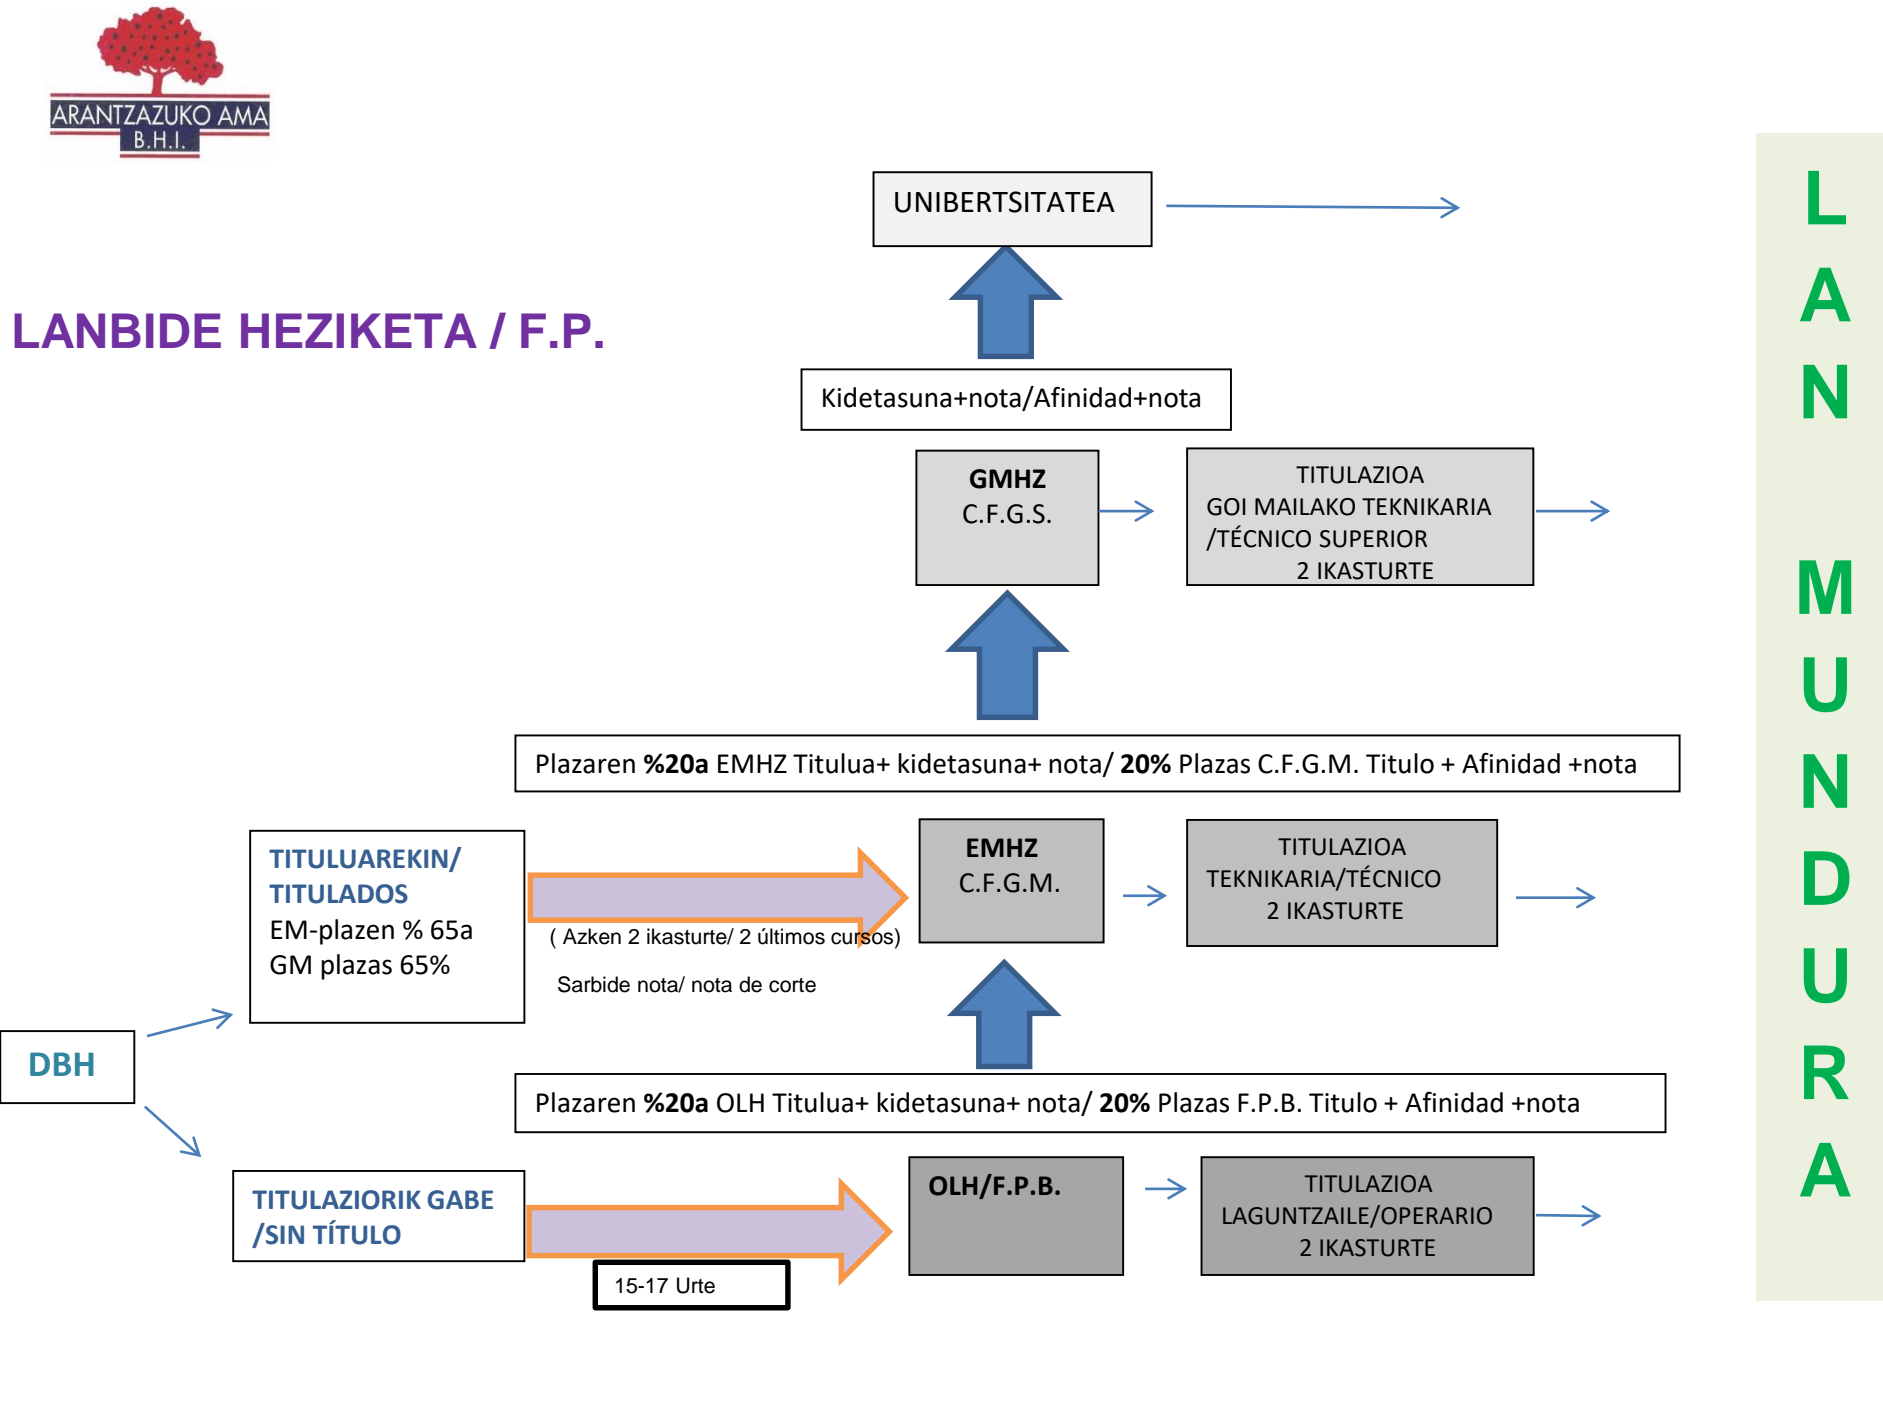 ARANTZAZUKO AMA
B.H.I.
UNIBERTSITATEA
LANBIDE HEZIKETA / F.P.
Kidetasuna+nota/Afinidad+nota
GMHZ
C.F.G.S.
TITULAZIOA
GOI MAILAKO TEKNIKARIA
/TÉCNICO SUPERIOR
2 IKASTURTE
Plazaren %20a EMHZ Titulua+ kidetasuna+ nota/ 20% Plazas C.F.G.M. Titulo + Afinidad +nota
TITULUAREKIN/
TITULADOS
EM-plazen % 65a
GM plazas 65%
( Azken 2 ikasturte/ 2 últimos cursos)
Sarbide nota/ nota de corte
EMHZ
C.F.G.M.
TITULAZIOA
TEKNIKARIA/TÉCNICO
2 IKASTURTE
DBH
Plazaren %20a OLH Titulua+ kidetasuna+ nota/ 20% Plazas F.P.B. Titulo + Afinidad +nota
TITULAZIORIK GABE
/SIN TÍTULO
15-17 Urte
OLH/F.P.B.
TITULAZIOA
LAGUNTZAILE/OPERARIO
2 IKASTURTE
L
A
N
M
U
N
D
U
R
A